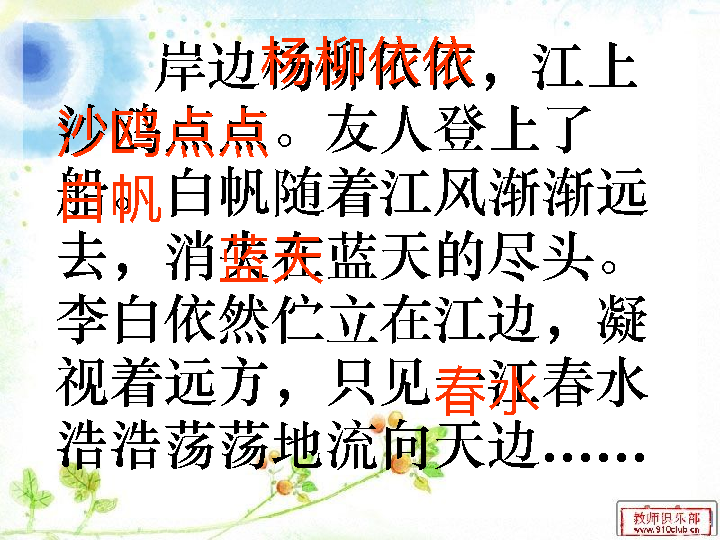 岸边杨柳依依，江上
沙鸥点点。友人登上了
船。白帆随着江风渐渐远
去，消失在蓝天的尽头。
李白依然伫立在江边，凝
视着远方，只见一江春水
浩浩荡荡地流向天边……
杨柳依依
沙鸥点点
白帆
蓝天
春水
教师俱乐部
www.910club.cn